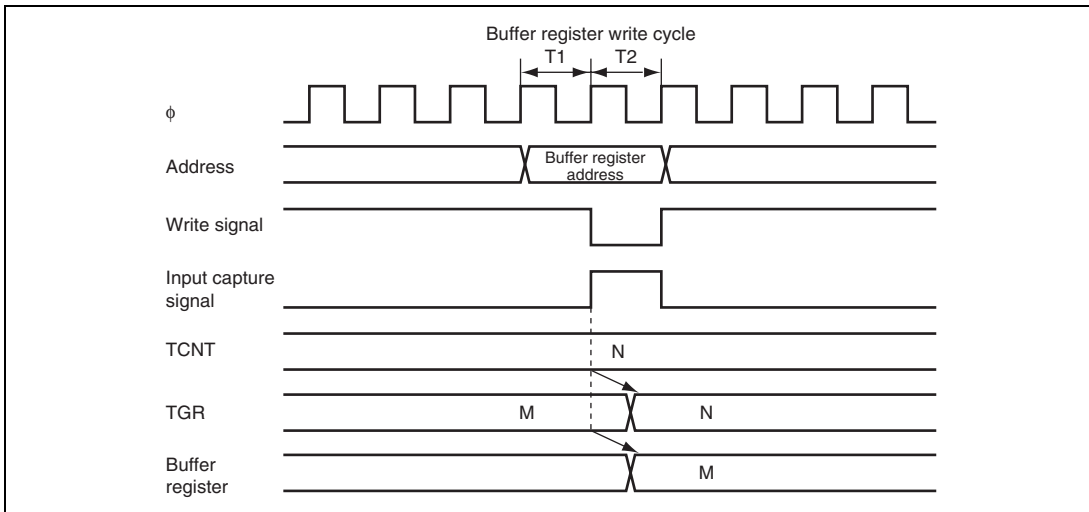 Buffer register write cycle
T1 T2
ϕ
Address
Buffer register
address
Write signal
Input capture
signal
TCNT
N
TGR
M
N
Buffer
register
M